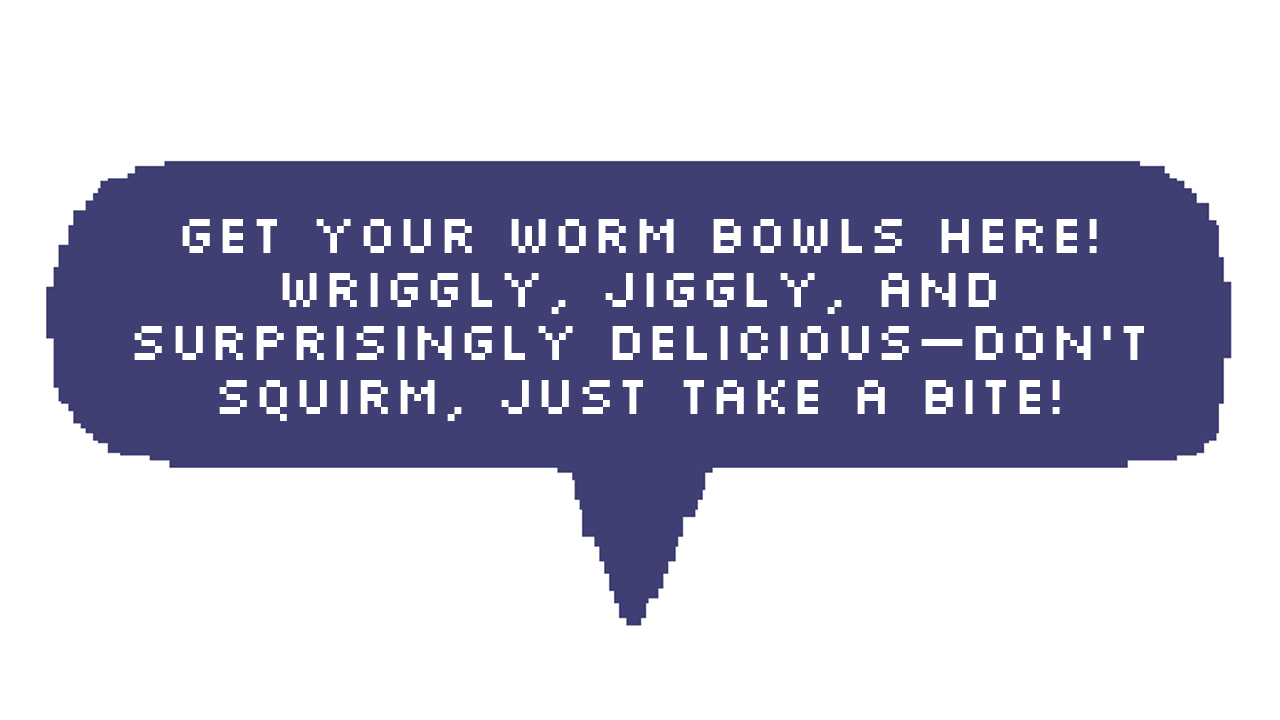 GET YOUR WORM BOWLS HERE!
WRIGGLY, JIGGLY, AND
SURPRISINGLY DELICIOUS—DON'T
SQUIRM, JUST TAKE A BITE!